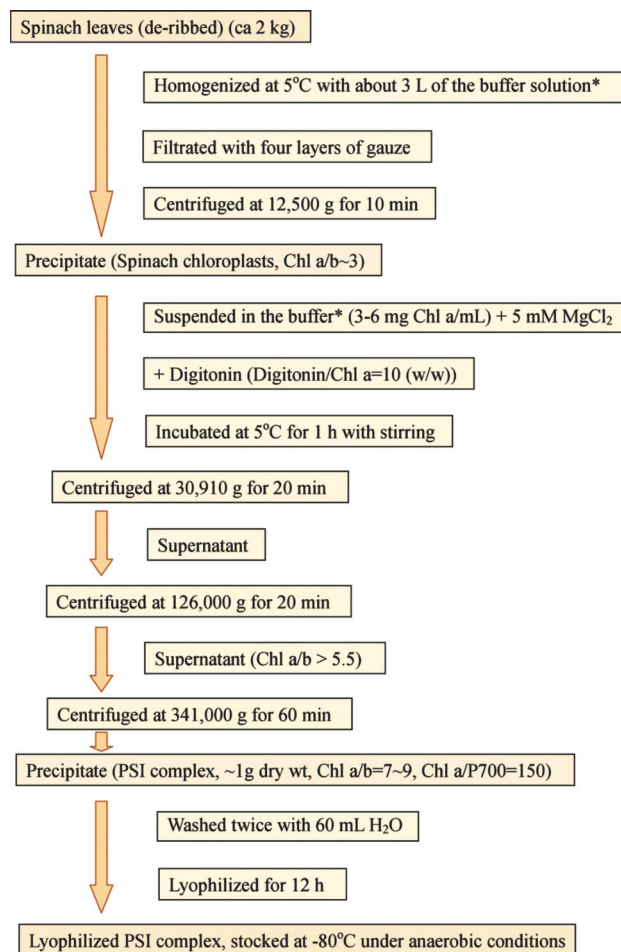 Spinach leaves (de-ribbed) (ca 2 kg)
Homogenized at 5°C with about 3 L of the buffer solution*
Filtrated with four layers of gauze
Centrifuged at 12,500 g for 10 min
Precipitate (Spinach chloroplasts, Chl a/b~3)
Suspended in the buffer* (3-6 mg Chl a/mL) + 5 mM MgCl₂
+ Digitonin (Digitonin/Chl a=10 (w/w))
Incubated at 5°C for 1 h with stirring
Centrifuged at 30,910 g for 20 min
Supernatant
Centrifuged at 126,000 g for 20 min
Supernatant (Chl a/b > 5.5)
Centrifuged at 341,000 g for 60 min
Precipitate (PSI complex, ~1g dry wt, Chl a/b=7~9, Chl a/P700=150)
Washed twice with 60 mL H₂O
Lyophilized for 12 h
Lyophilized PSI complex, stocked at -80°C under anaerobic conditions